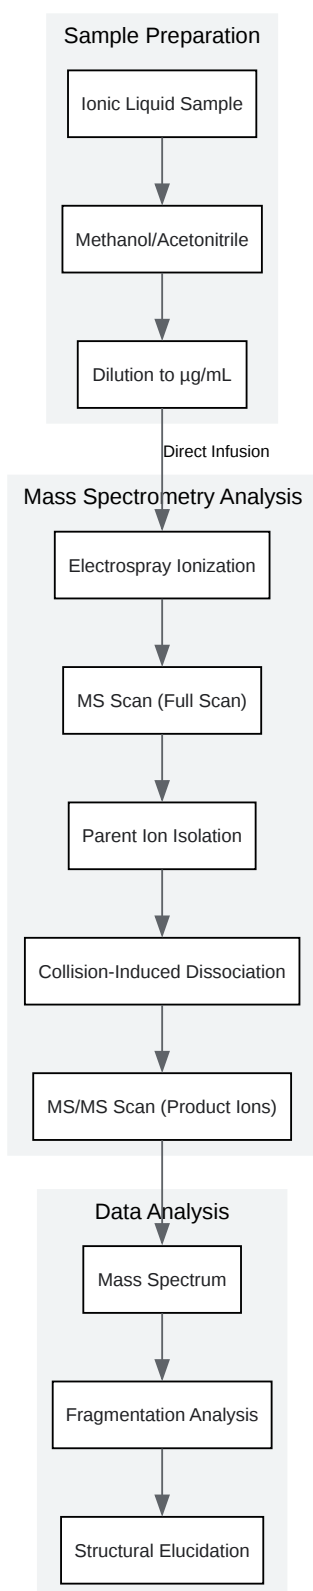 Sample Preparation
Ionic Liquid Sample
Methanol/Acetonitrile
Dilution to µg/mL
Direct Infusion
Mass Spectrometry Analysis
Electrospray Ionization
MS Scan (Full Scan)
Parent Ion Isolation
Collision-Induced Dissociation
MS/MS Scan (Product Ions)
Data Analysis
Mass Spectrum
Fragmentation Analysis
Structural Elucidation